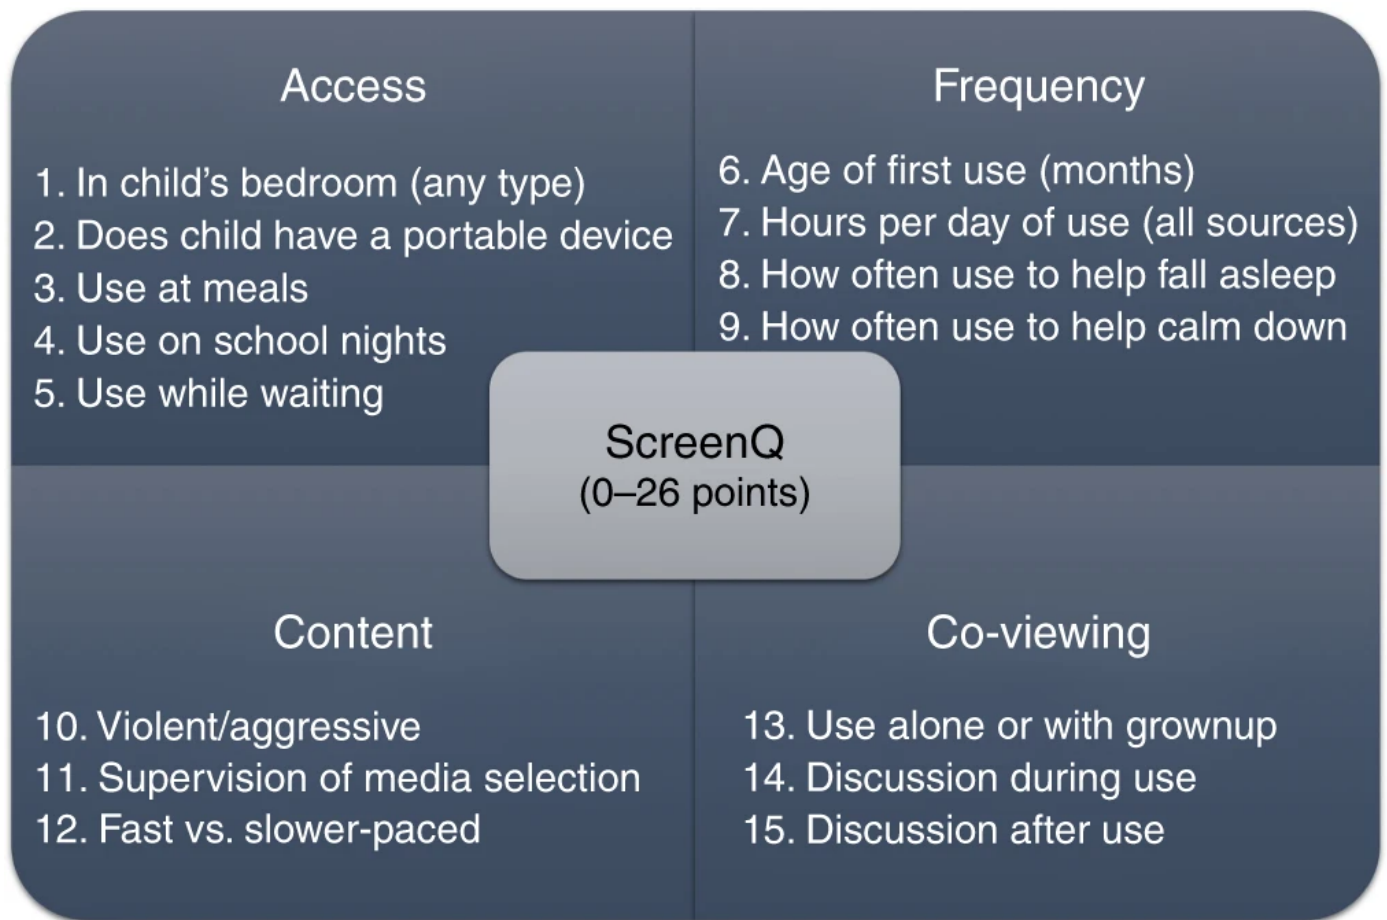 Access
1. In child’s bedroom (any type)
2. Does child have a portable device
3. Use at meals
4. Use on school nights
5. Use while waiting
Frequency
6. Age of first use (months)
7. Hours per day of use (all sources)
8. How often use to help fall asleep
9. How often use to help calm down
ScreenQ
(0–26 points)
Content
10. Violent/aggressive
11. Supervision of media selection
12. Fast vs. slower-paced
Co-viewing
13. Use alone or with grownup
14. Discussion during use
15. Discussion after use